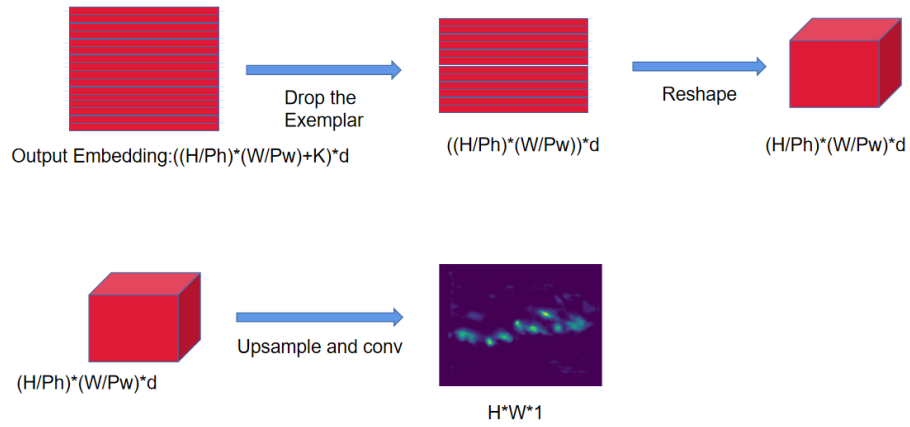 Drop the
Exemplar
Reshape
Output Embedding:((H/Ph)*(W/Pw)+K)*d
((H/Ph)*(W/Pw))*d
(H/Ph)*(W/Pw)*d
Upsample and conv
(H/Ph)*(W/Pw)*d
H*W*1